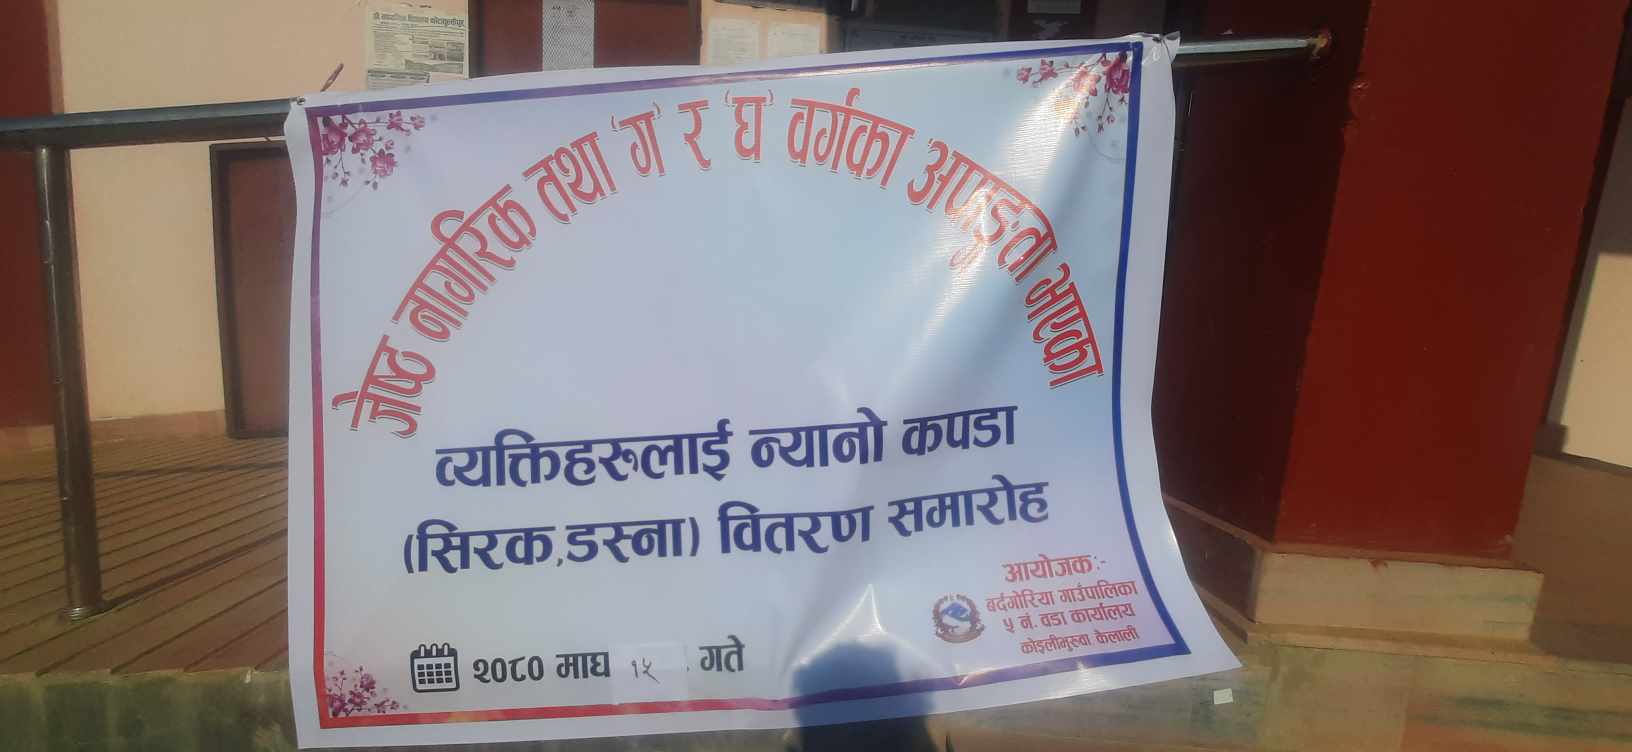 जेष्ठ नागरिक तथा 'ग' र 'घ' वर्गका अपाङ्गता भएका
व्यक्तिहरुलाई न्यानो कपडा
(सिरक,डस्ना) वितरण समारोह
आयोजक:-
बर्दगोरिया गाउँपालिका
५ नं. वडा कार्यालय
कोइलीभुरुवा, कैलाली
२०८० माघ १५ गते